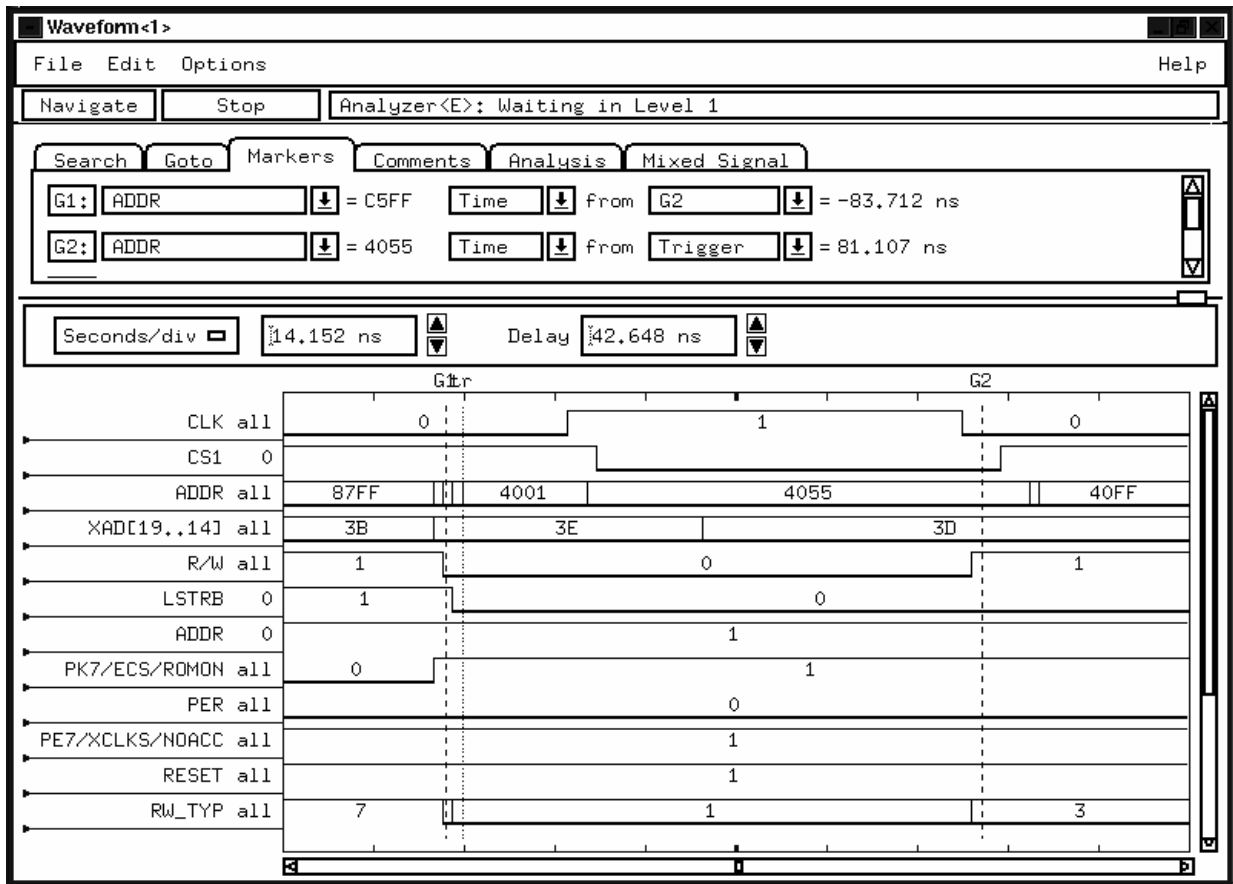 Waveform<1>
File Edit Options Help
Navigate Stop Analyzer<E>: Waiting in Level 1
Search Goto Markers Comments Analysis Mixed Signal
G1: ADDR = C5FF Time from G2 = -83.712 ns
G2: ADDR = 4055 Time from Trigger = 81.107 ns
Seconds/div 14.152 ns Delay 42.648 ns
G1tr G2
CLK all 0 1 0
CS1 0
ADDR all 87FF 4001 4055 40FF
XAD[19..14] all 3B 3E 3D
R/W all 1 0 1
LSTRB 0 1 0
ADDR 0 1
PK7/ECS/ROMON all 0 1
PER all 0
PE7/XCLKS/NOACC all 1
RESET all 1
RW_TYP all 7 1 3